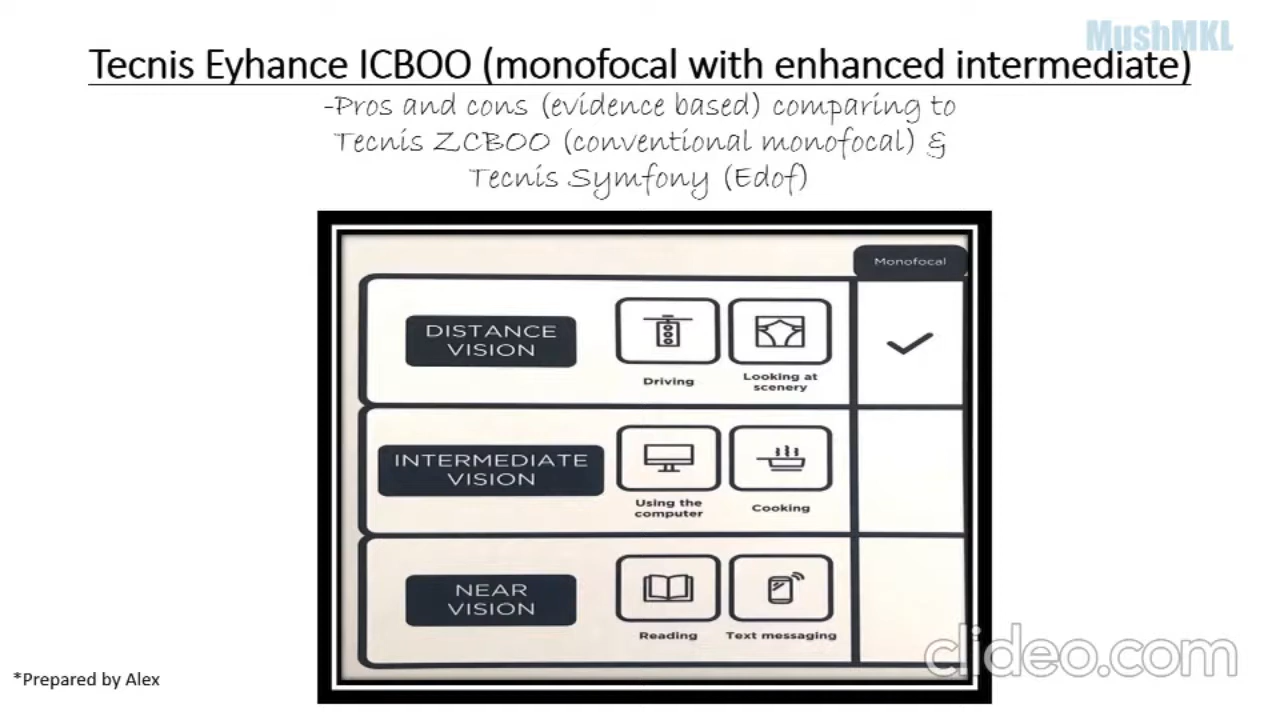 MushMKL
Tecnis Eyhance ICBOO (monofocal with enhanced intermediate)
-Pros and cons (evidence based) comparing to
Tecnis ZCBOO (conventional monofocal) &
Tecnis Symfony (Edof)
Monofocal
DISTANCE
VISION
Driving
Looking at
scenery
INTERMEDIATE
VISION
Using the
computer
Cooking
NEAR
VISION
Reading
Text messaging
clideo.com
*Prepared by Alex